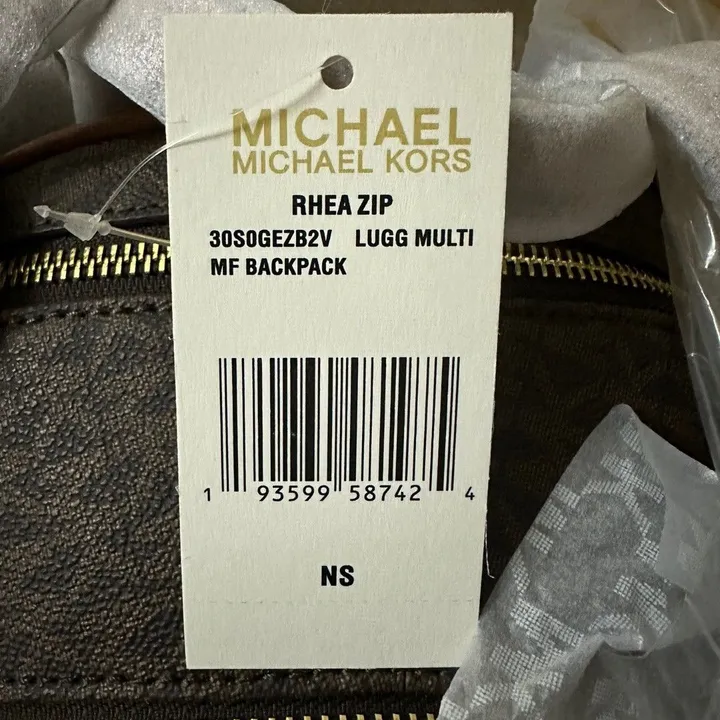 MICHAEL
MICHAEL KORS
RHEA ZIP
30S0GEZB2V LUGG MULTI
MF BACKPACK
1 93599 58742 4
NS